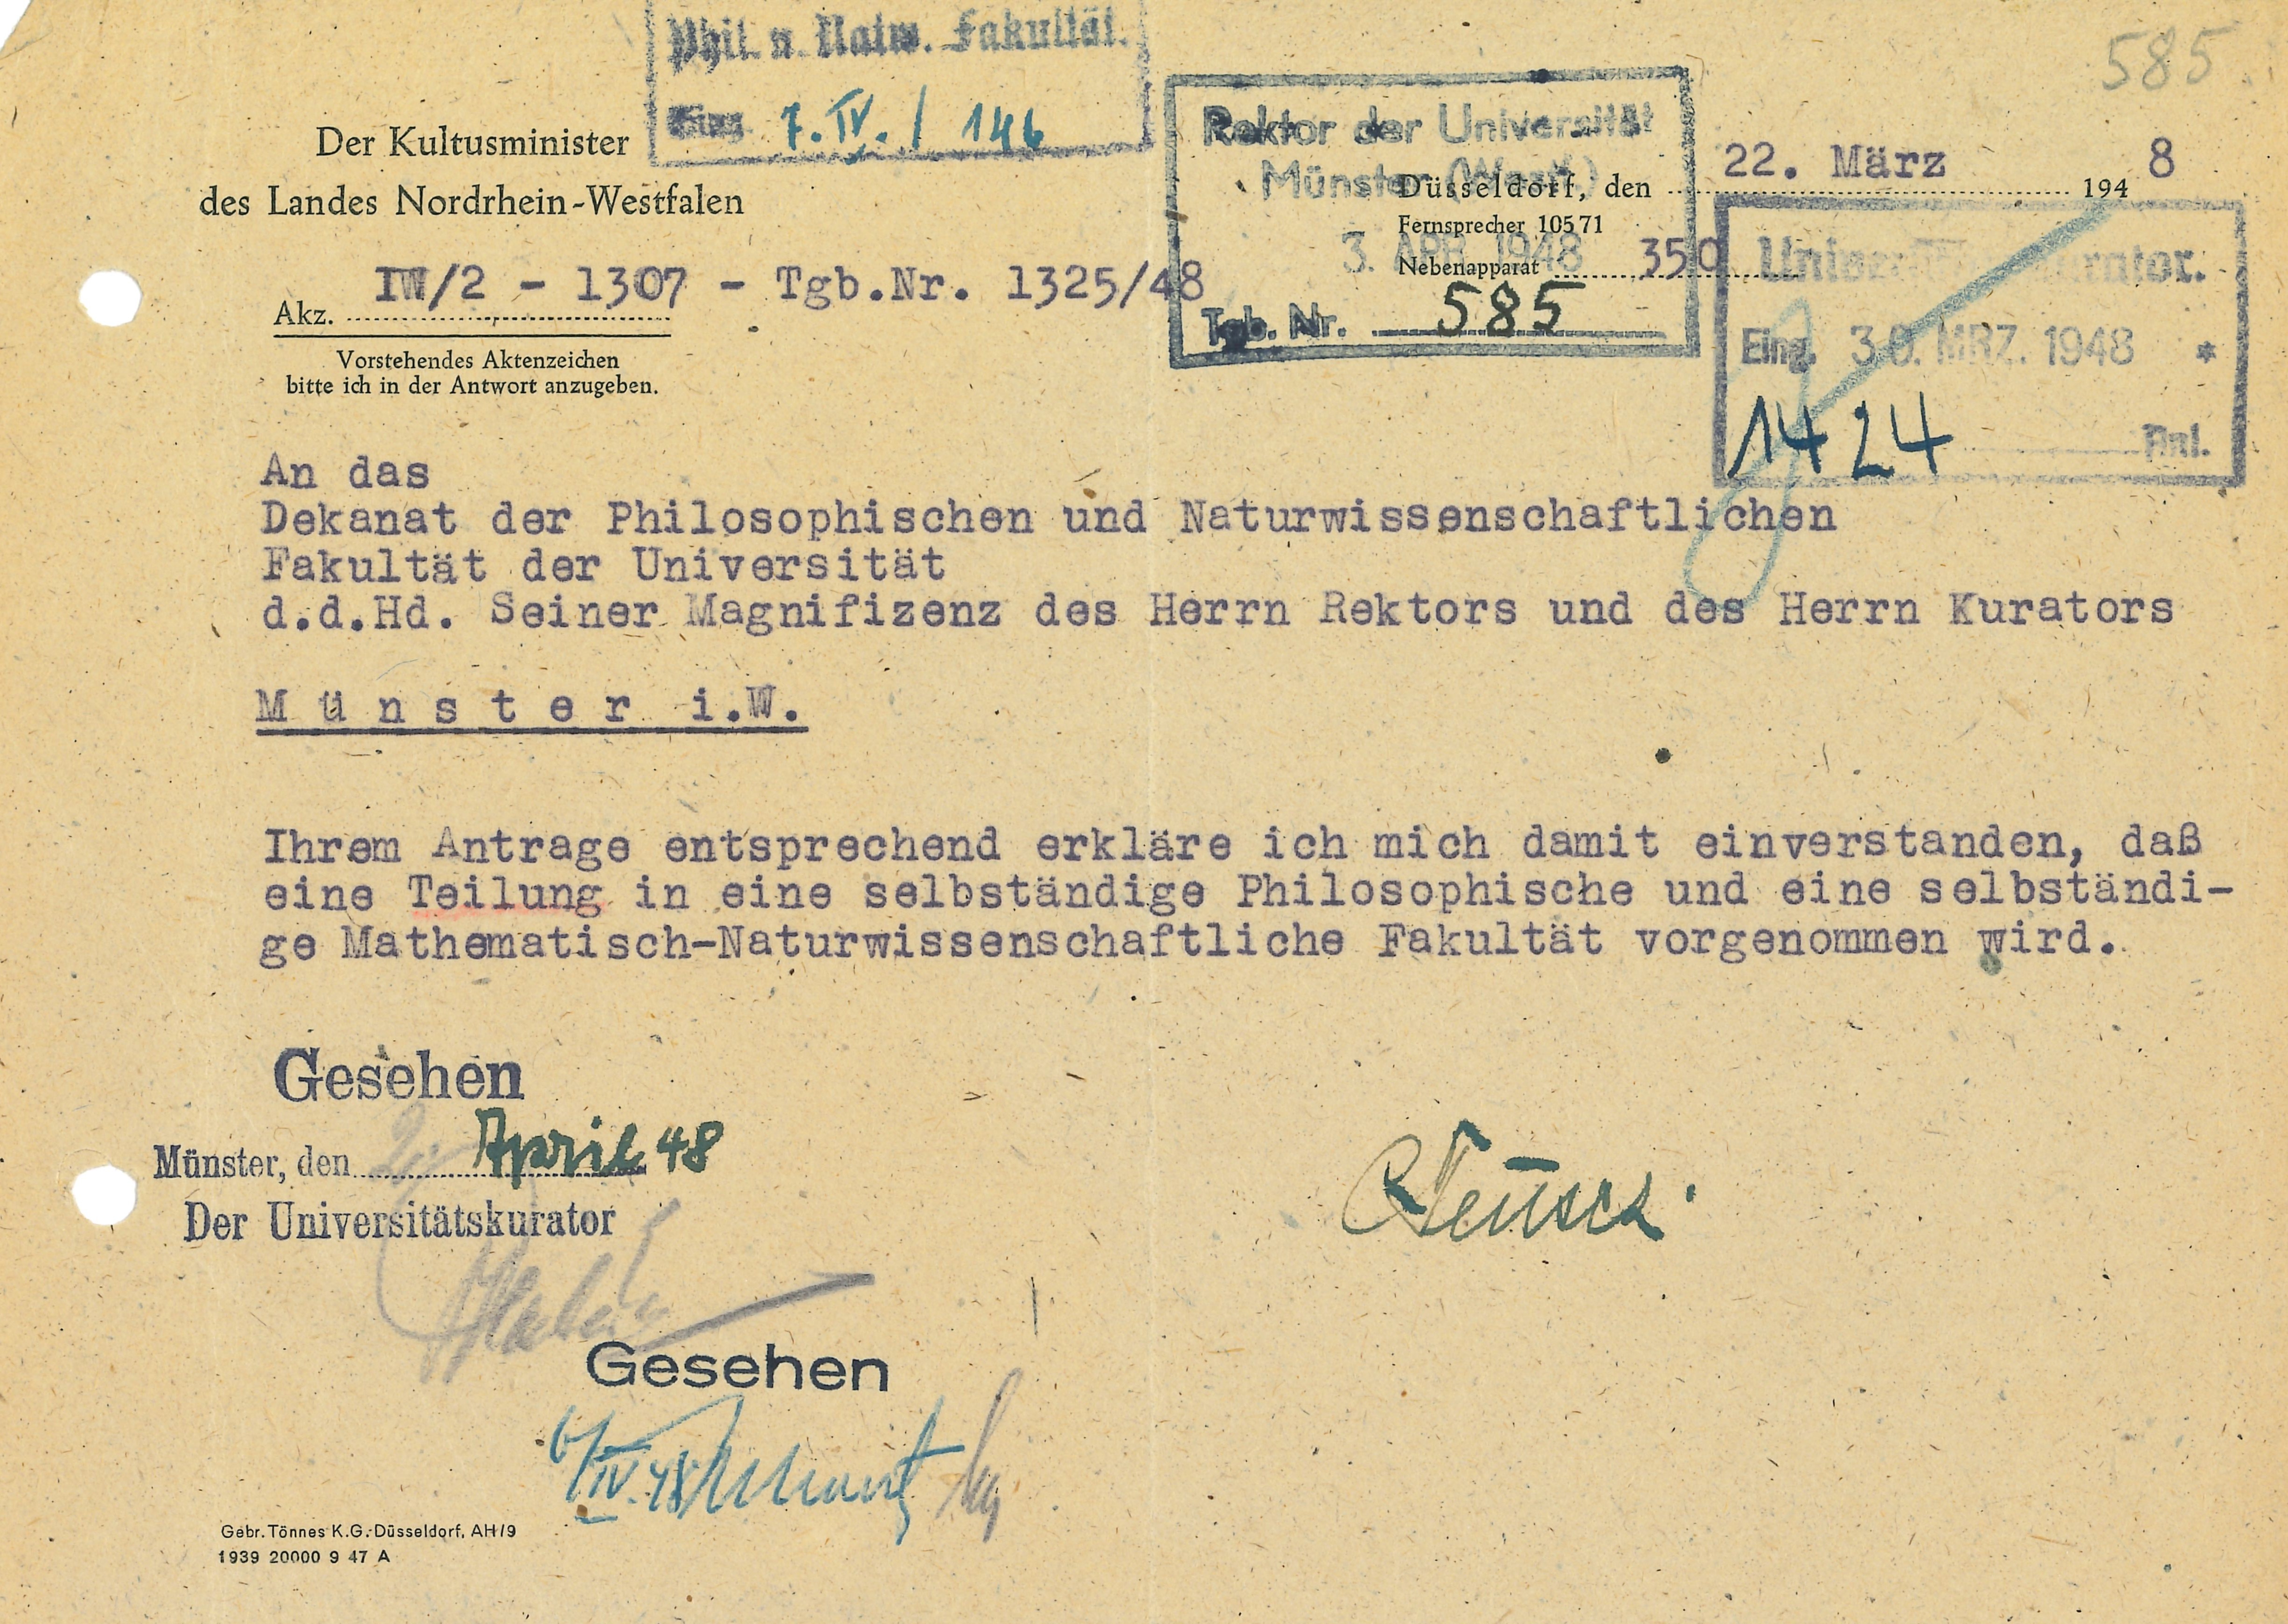 585
Phil. u. Natw. Fakultät.
Eing. 7. IV. / 146
Der Kultusminister
des Landes Nordrhein-Westfalen
Rektor der Universität
Münster (Westf.)
3. APR. 1948
Tgb. Nr. 585
Düsseldorf, den 22. März 1948
Fernsprecher 10571
Nebenapparat 350
Akz. IW/2 - 1307 - Tgb.Nr. 1325/48
Vorstehendes Aktenzeichen
bitte ich in der Antwort anzugeben.
Eing. 30. MRZ. 1948 *
1424 Anl.
An das
Dekanat der Philosophischen und Naturwissenschaftlichen
Fakultät der Universität
d.d.Hd. Seiner Magnifizenz des Herrn Rektors und des Herrn Kurators
Münster i.W.
Ihrem Antrage entsprechend erkläre ich mich damit einverstanden, daß
eine Teilung in eine selbständige Philosophische und eine selbständi-
ge Mathematisch-Naturwissenschaftliche Fakultät vorgenommen wird.
Gesehen
Münster, den 2. April 48
Der Universitätskurator
Gesehen
6/IV.48
Gebr. Tönnes K.G.-Düsseldorf, AH/9
1939 20000 9 47 A